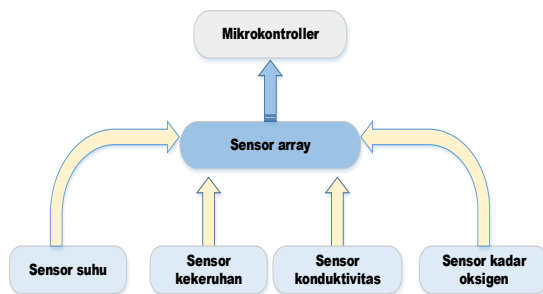 Mikrokontroller
Sensor array
Sensor suhu
Sensor
kekeruhan
Sensor
konduktivitas
Sensor kadar
oksigen